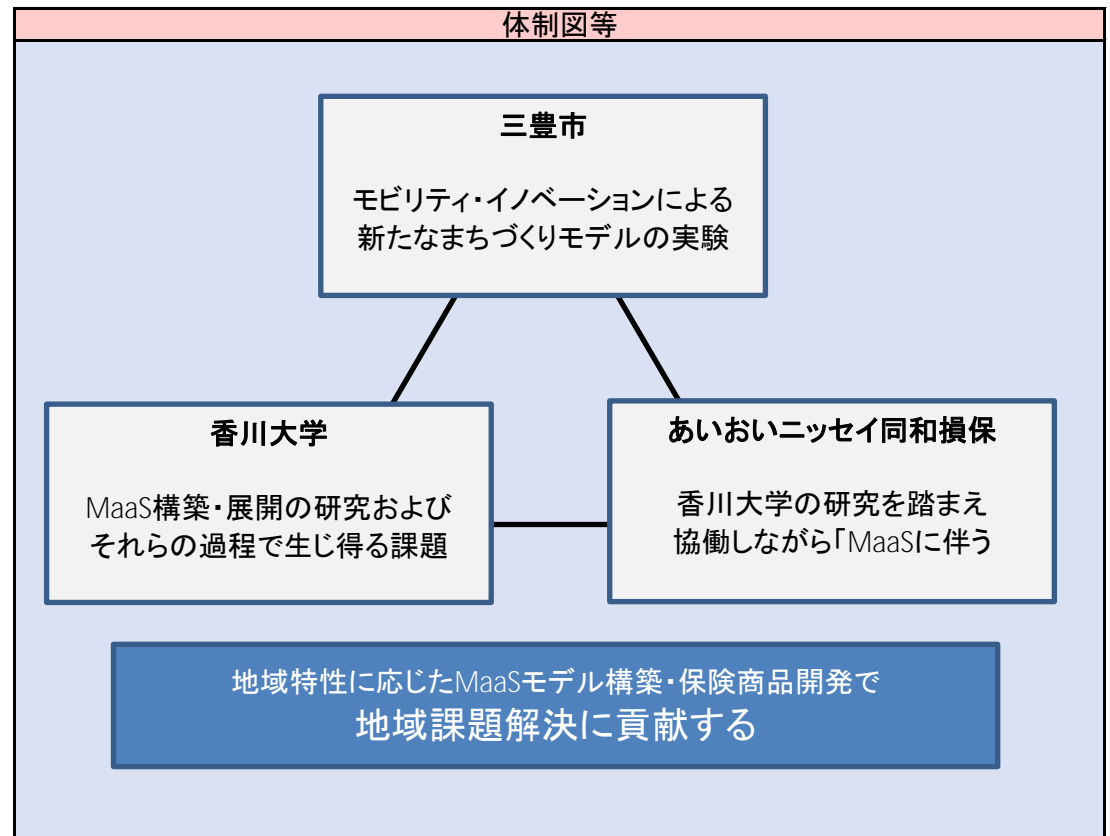 体制図等
三豊市
モビリティ・イノベーションによる
新たなまちづくりモデルの実験
香川大学
MaaS構築・展開の研究および
それらの過程で生じ得る課題
あいおいニッセイ同和損保
香川大学の研究を踏まえ
協働しながら「MaaSに伴う
地域特性に応じたMaaSモデル構築・保険商品開発で
地域課題解決に貢献する